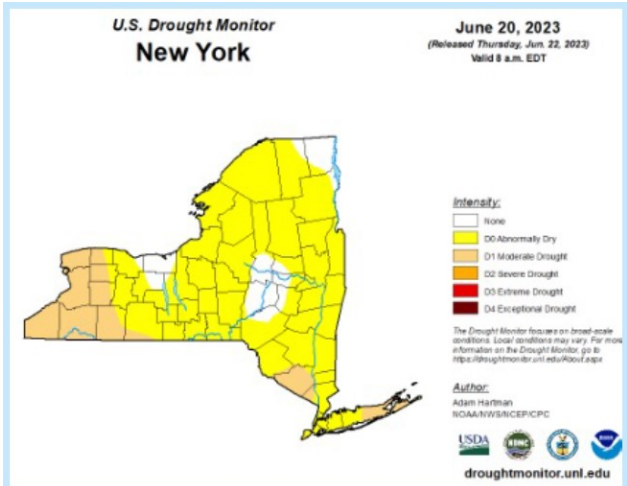 U.S. Drought Monitor
New York
June 20, 2023
(Released Thursday, Jun. 22, 2023)
Valid 8 a.m. EDT
Intensity:
None
D0 Abnormally Dry
D1 Moderate Drought
D2 Severe Drought
D3 Extreme Drought
D4 Exceptional Drought
The Drought Monitor focuses on broad-scale
conditions. Local conditions may vary. For more
information on the Drought Monitor, go to
https://droughtmonitor.unl.edu/About.aspx
Author:
Adam Hartman
NOAA/NWS/NCEP/CPC
USDA
NDMC
droughtmonitor.unl.edu